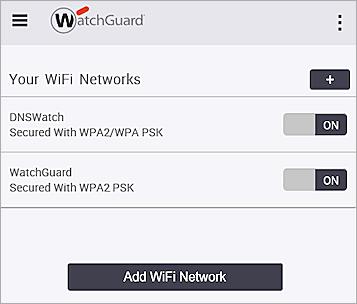 WatchGuard
Your WiFi Networks
+
DNSWatch
Secured With WPA2/WPA PSK
ON
WatchGuard
Secured With WPA2 PSK
ON
Add WiFi Network